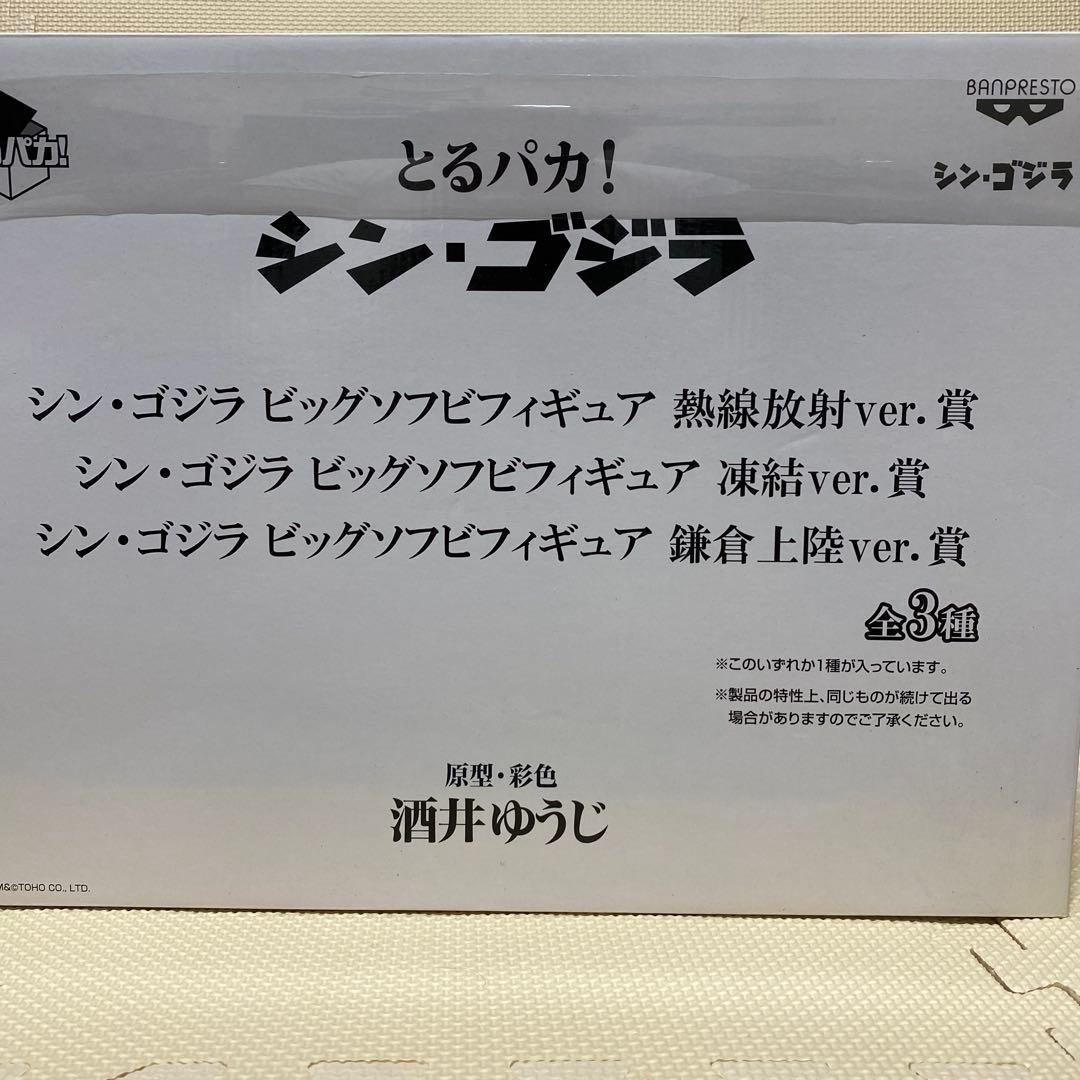 パカ!
BANPRESTO
シン・ゴジラ
とるパカ!
シン・ゴジラ
シン・ゴジラ ビッグソフビフィギュア 熱線放射ver.賞
シン・ゴジラ ビッグソフビフィギュア 凍結ver.賞
シン・ゴジラ ビッグソフビフィギュア 鎌倉上陸ver.賞
全3種
※このいずれか1種が入っています。
※製品の特性上、同じものが続けて出る
場合がありますのでご了承ください。
原型・彩色
酒井ゆうじ
M&©TOHO CO., LTD.